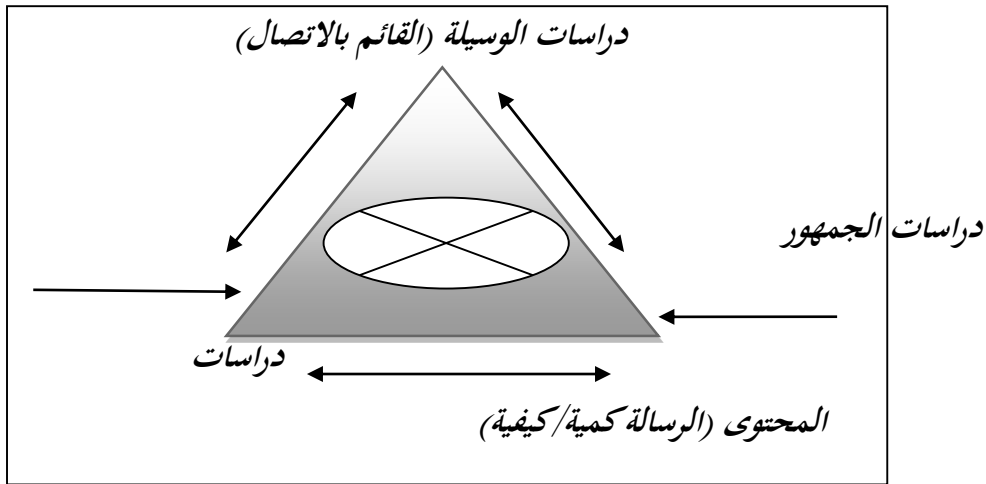 دراسات الوسيلة (القائم بالاتصال)
دراسات الجمهور
دراسات
المحتوى (الرسالة كمية/كيفية)